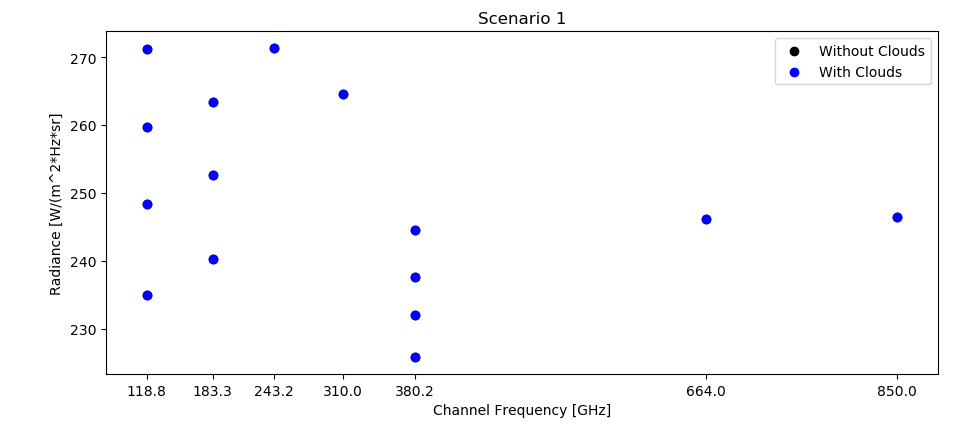 Scenario 1
Without Clouds
With Clouds
Radiance [W/(m^2*Hz*sr]
270
260
250
240
230
118.8 183.3 243.2 310.0 380.2 664.0 850.0
Channel Frequency [GHz]